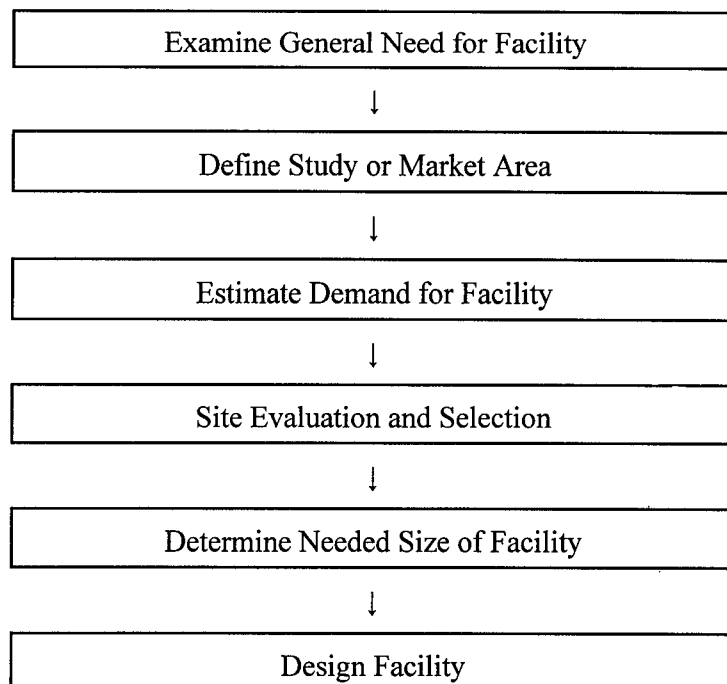 Examine General Need for Facility
↓
Define Study or Market Area
↓
Estimate Demand for Facility
↓
Site Evaluation and Selection
↓
Determine Needed Size of Facility
↓
Design Facility